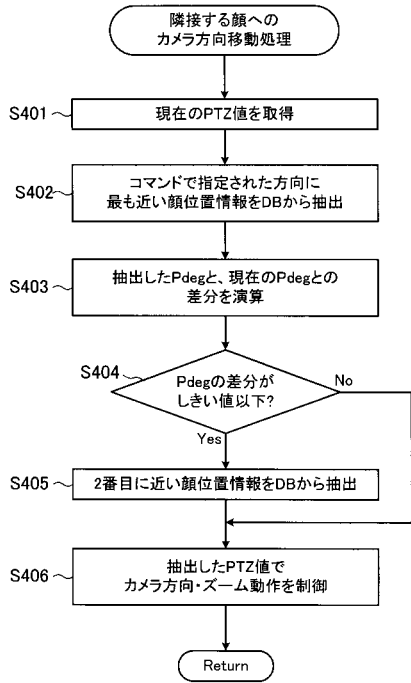 隣接する顔への
カメラ方向移動処理
S401
現在のPTZ値を取得
S402
コマンドで指定された方向に
最も近い顔位置情報をDBから抽出
S403
抽出したPdegと、現在のPdegとの
差分を演算
S404
Pdegの差分が
しきい値以下?
No
Yes
S405
2番目に近い顔位置情報をDBから抽出
S406
抽出したPTZ値で
カメラ方向・ズーム動作を制御
Return